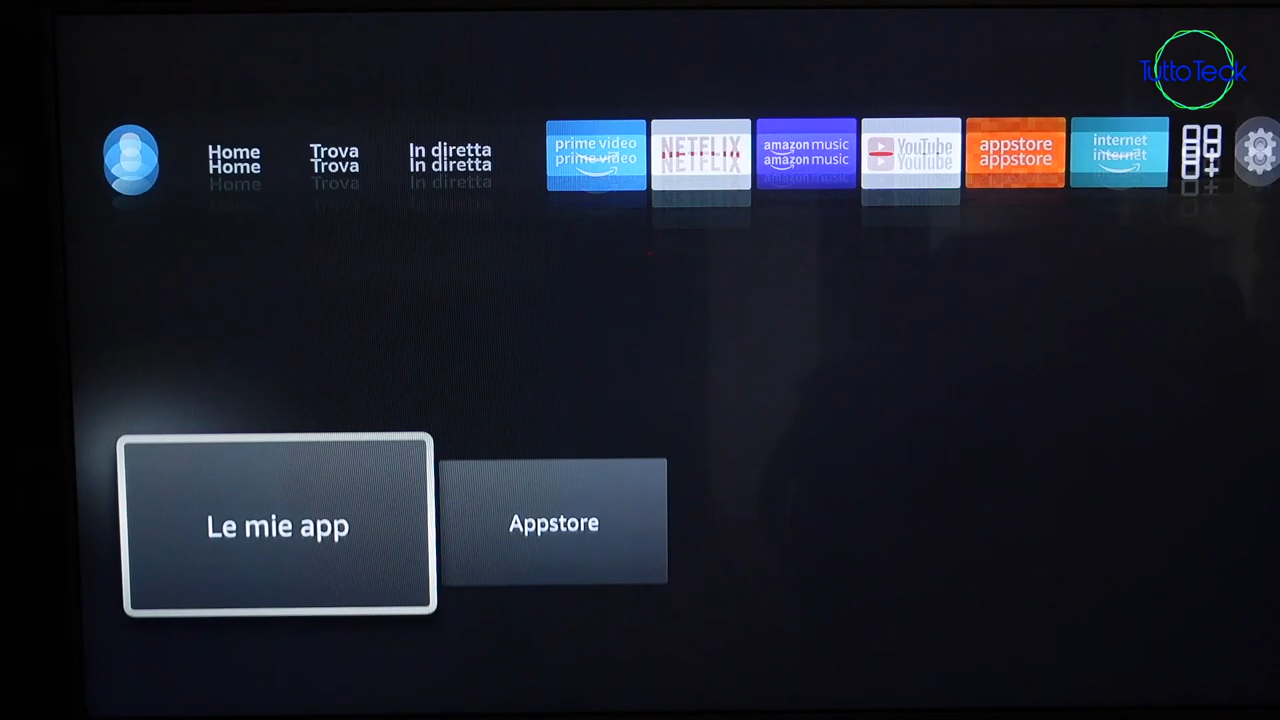 TuttoTeck
Home
Trova
In diretta
prime video
NETFLIX
amazon music
YouTube
appstore
internet
Le mie app
Appstore